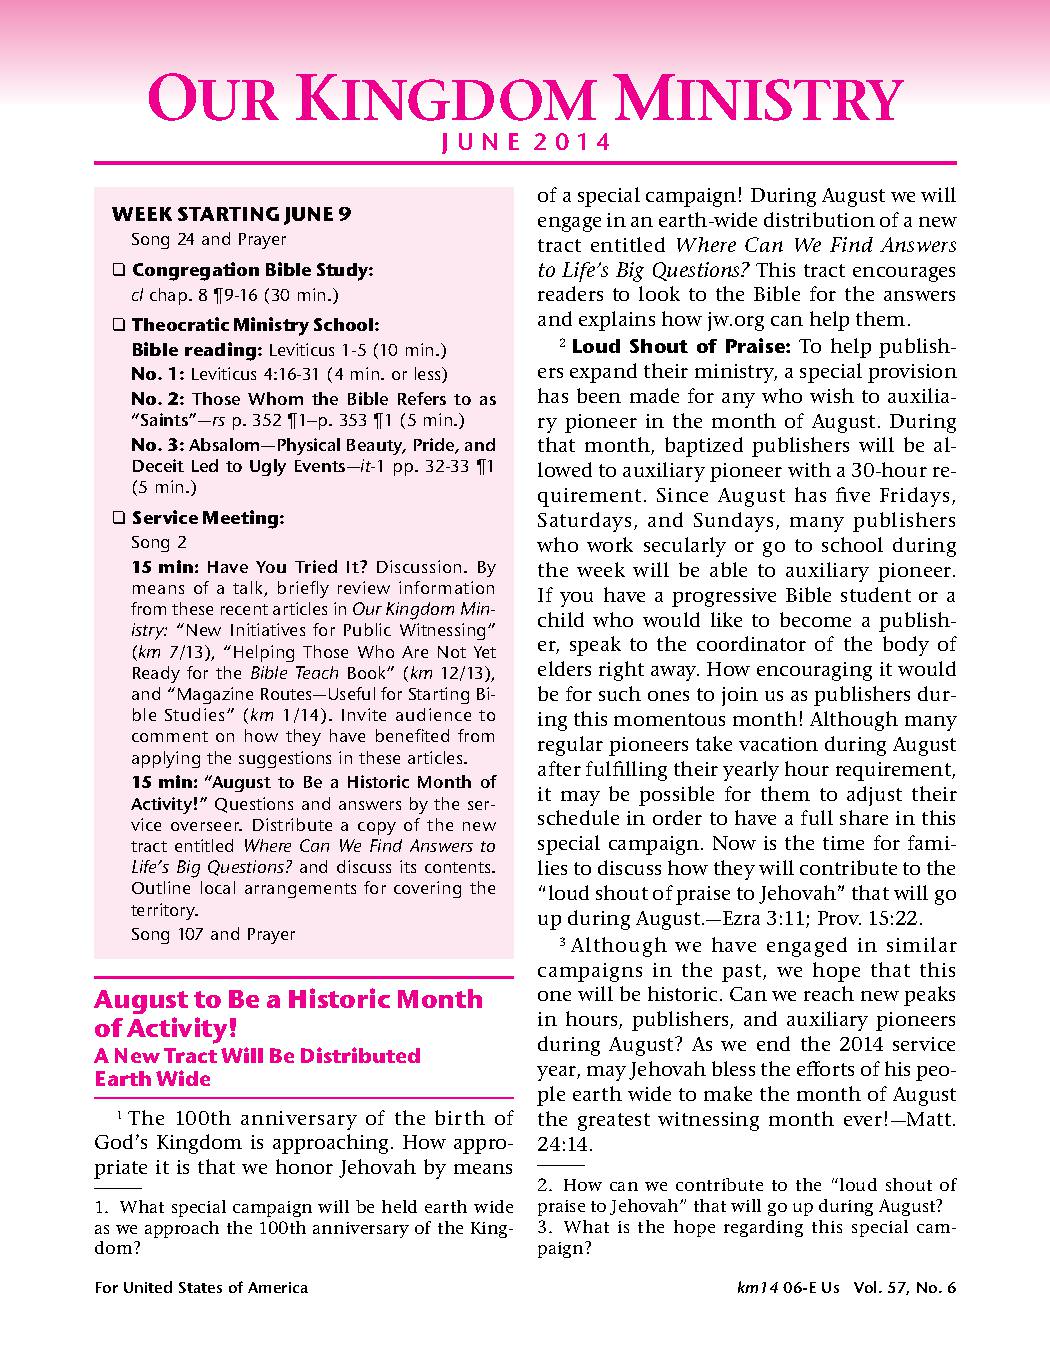 OUR KINGDOM MINISTRY
JUNE 2014
WEEK STARTING JUNE 9
Song 24 and Prayer
❏ Congregation Bible Study:
cl chap. 8 ¶9-16 (30 min.)
❏ Theocratic Ministry School:
Bible reading: Leviticus 1-5 (10 min.)
No. 1: Leviticus 4:16-31 (4 min. or less)
No. 2: Those Whom the Bible Refers to as
“Saints”—rs p. 352 ¶1–p. 353 ¶1 (5 min.)
No. 3: Absalom—Physical Beauty, Pride, and
Deceit Led to Ugly Events—it-1 pp. 32-33 ¶1
(5 min.)
❏ Service Meeting:
Song 2
15 min: Have You Tried It? Discussion. By
means of a talk, briefly review information
from these recent articles in Our Kingdom Min-
istry: “New Initiatives for Public Witnessing”
(km 7/13), “Helping Those Who Are Not Yet
Ready for the Bible Teach Book” (km 12/13),
and “Magazine Routes—Useful for Starting Bi-
ble Studies” (km 1/14). Invite audience to
comment on how they have benefited from
applying the suggestions in these articles.
15 min: “August to Be a Historic Month of
Activity!” Questions and answers by the ser-
vice overseer. Distribute a copy of the new
tract entitled Where Can We Find Answers to
Life’s Big Questions? and discuss its contents.
Outline local arrangements for covering the
territory.
Song 107 and Prayer
August to Be a Historic Month
of Activity!
A New Tract Will Be Distributed
Earth Wide
1 The 100th anniversary of the birth of
God’s Kingdom is approaching. How appro-
priate it is that we honor Jehovah by means
1. What special campaign will be held earth wide
as we approach the 100th anniversary of the King-
dom?
of a special campaign! During August we will
engage in an earth-wide distribution of a new
tract entitled Where Can We Find Answers
to Life’s Big Questions? This tract encourages
readers to look to the Bible for the answers
and explains how jw.org can help them.
2 Loud Shout of Praise: To help publish-
ers expand their ministry, a special provision
has been made for any who wish to auxilia-
ry pioneer in the month of August. During
that month, baptized publishers will be al-
lowed to auxiliary pioneer with a 30-hour re-
quirement. Since August has five Fridays,
Saturdays, and Sundays, many publishers
who work secularly or go to school during
the week will be able to auxiliary pioneer.
If you have a progressive Bible student or a
child who would like to become a publish-
er, speak to the coordinator of the body of
elders right away. How encouraging it would
be for such ones to join us as publishers dur-
ing this momentous month! Although many
regular pioneers take vacation during August
after fulfilling their yearly hour requirement,
it may be possible for them to adjust their
schedule in order to have a full share in this
special campaign. Now is the time for fami-
lies to discuss how they will contribute to the
“loud shout of praise to Jehovah” that will go
up during August.—Ezra 3:11; Prov. 15:22.
3 Although we have engaged in similar
campaigns in the past, we hope that this
one will be historic. Can we reach new peaks
in hours, publishers, and auxiliary pioneers
during August? As we end the 2014 service
year, may Jehovah bless the efforts of his peo-
ple earth wide to make the month of August
the greatest witnessing month ever!—Matt.
24:14.
2. How can we contribute to the “loud shout of
praise to Jehovah” that will go up during August?
3. What is the hope regarding this special cam-
paign?
For United States of America
km14 06-E Us Vol. 57, No. 6